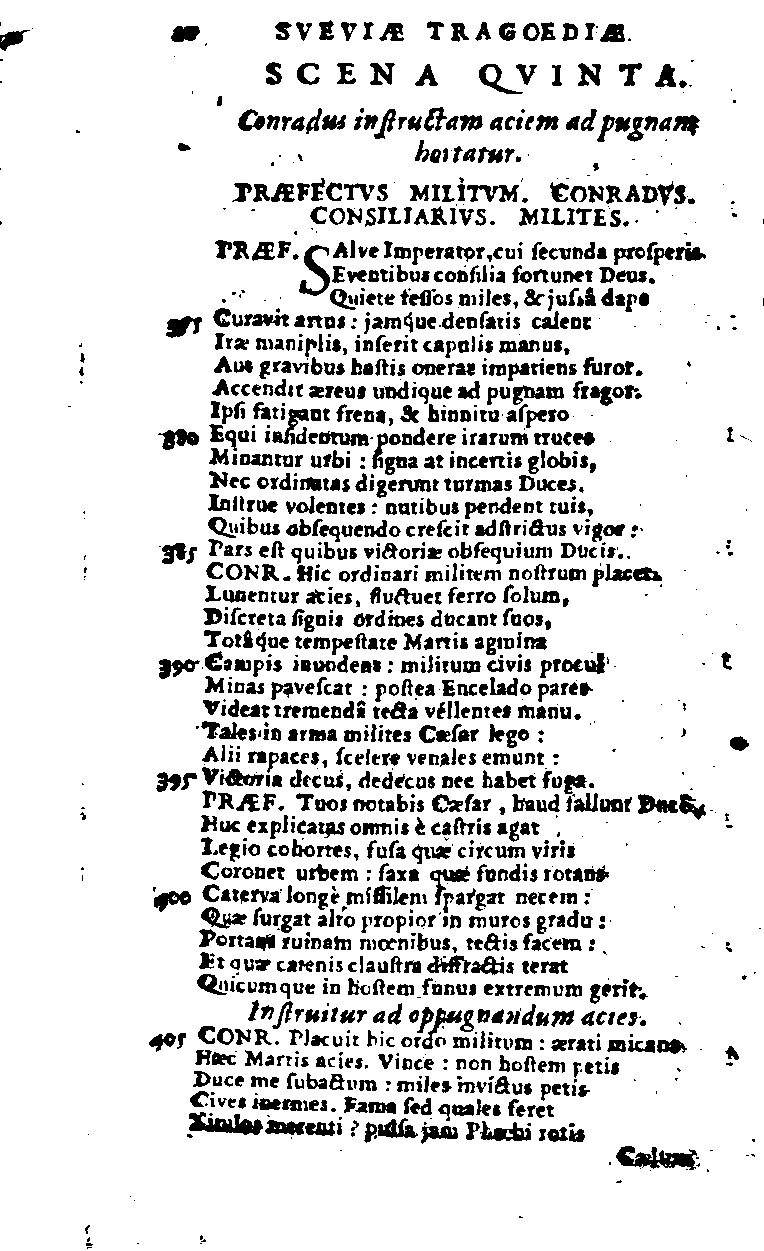 SVEVIÆ TRAGOEDIÆ.
SCENA QVINTA.
Conradus inſtructam aciem ad pugnam
hortatur.
PRÆFECTVS MILITVM. CONRADVS.
CONSILIARIVS. MILITES.
PRÆF. SAlve Imperator, cui ſecunda proſperis
Eventibus conſilia fortunet Deus.
Quiete feſſos miles, & juſsâ dape
375 Curavit artus : jamq́ue denſatis calent
Iræ maniplis, inſerit capulis manus,
Aut gravibus haſtis onerat impatiens furor.
Accendit æreus undique ad pugnam fragor:
Ipſi fatigant frena, & hinnitu aſpero
380 Equi inſidentum pondere irarum truces
Minantur urbi : ſigna at incertis globis,
Nec ordinatas digerunt turmas Duces.
Inſtrue volentes : nutibus pendent tuis,
Quibus obſequendo creſcit adſtrictus vigor :
385 Pars eſt quibus victoriæ obſequium Ducis.
CONR. Hic ordinari militem noſtrum placet.
Lunentur acies, fluctuet ferro ſolum,
Diſcreta ſignis ordines ducant ſuos,
Totâq́ue tempeſtate Martis agmina
390 Campis inundent : militum civis procul
Minas paveſcat : poſtea Encelado pares
Videat tremendâ tecta véllentes manu.
Tales in arma milites Cæſar lego :
Alii rapaces, ſcelere venales emunt :
395 Victoria decus, dedecus nec habet fuga.
PRÆF. Tuos notabis Cæſar, haud fallunt Duces,
Huc explicatas omnis è caſtris agat
Legio cohortes, fuſa quæ circum viris
Coronet urbem : ſaxa quæ fundis rotans
400 Caterva longè miſſilem ſpargat necem :
Quæ ſurgat alto propior in muros gradu :
Portans ruinam mœnibus, tectis facem :
Et quæ catenis clauſtra diffractis terat
Quicumque in hoſtem funus extremum gerit.
Inſtruitur ad oppugnandum acies.
405 CONR. Placuit hic ordo militum : ærati micans
Hæc Martis acies. Vince : non hoſtem petis
Duce me ſubactum : miles invictus petis
Cives inermes. Fama ſed quales feret
merenti ? pulſa jam Phœbi rotis
Cælum